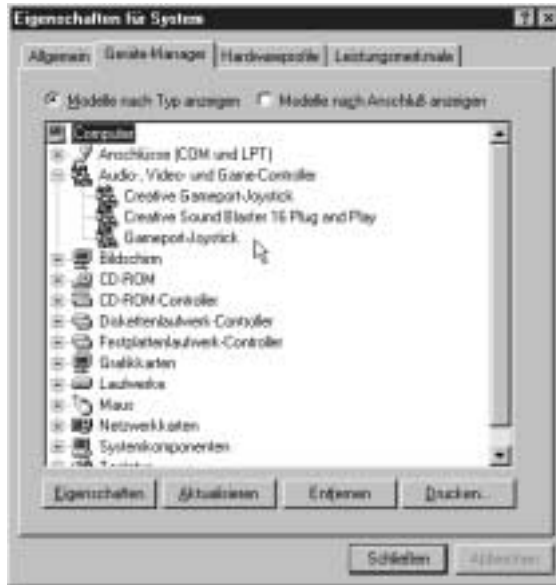 Eigenschaften für System
Allgemein Geräte-Manager Hardwareprofile Leistungsmerkmale
Modelle nach Typ anzeigen Modelle nach Anschluß anzeigen
Computer
Anschlüsse (COM und LPT)
Audio-, Video- und Game-Controller
Creative Gameport-Joystick
Creative Sound Blaster 16 Plug and Play
Gameport-Joystick
Bildschirm
CD-ROM
CD-ROM-Controller
Diskettenlaufwerk-Controller
Festplattenlaufwerk-Controller
Grafikkarten
Laufwerke
Maus
Netzwerkkarten
Systemkomponenten
Eigenschaften Aktualisieren Entfernen Drucken...
Schließen Abbrechen